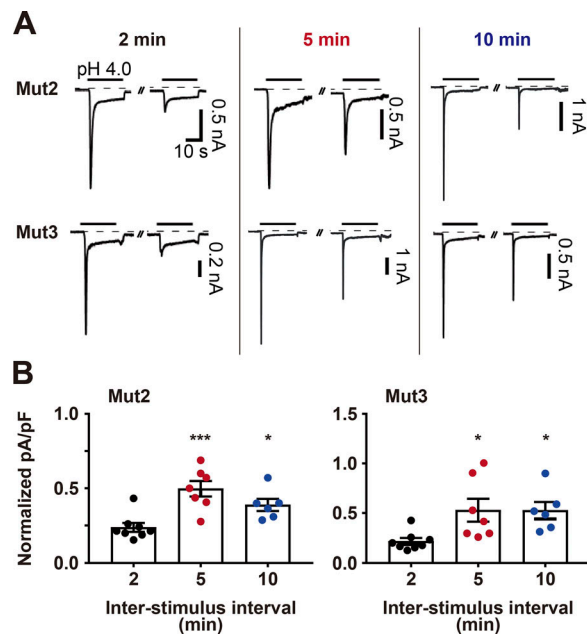 A
2 min
5 min
10 min
Mut2
pH 4.0
0.5 nA
10 s
0.5 nA
1 nA
Mut3
0.2 nA
1 nA
0.5 nA
B
Mut2
Mut3
Normalized pA/pF
1.0
0.5
0.0
***
*
2
5
10
Inter-stimulus interval
(min)
1.5
1.0
0.5
0.0
*
*
2
5
10
Inter-stimulus interval
(min)